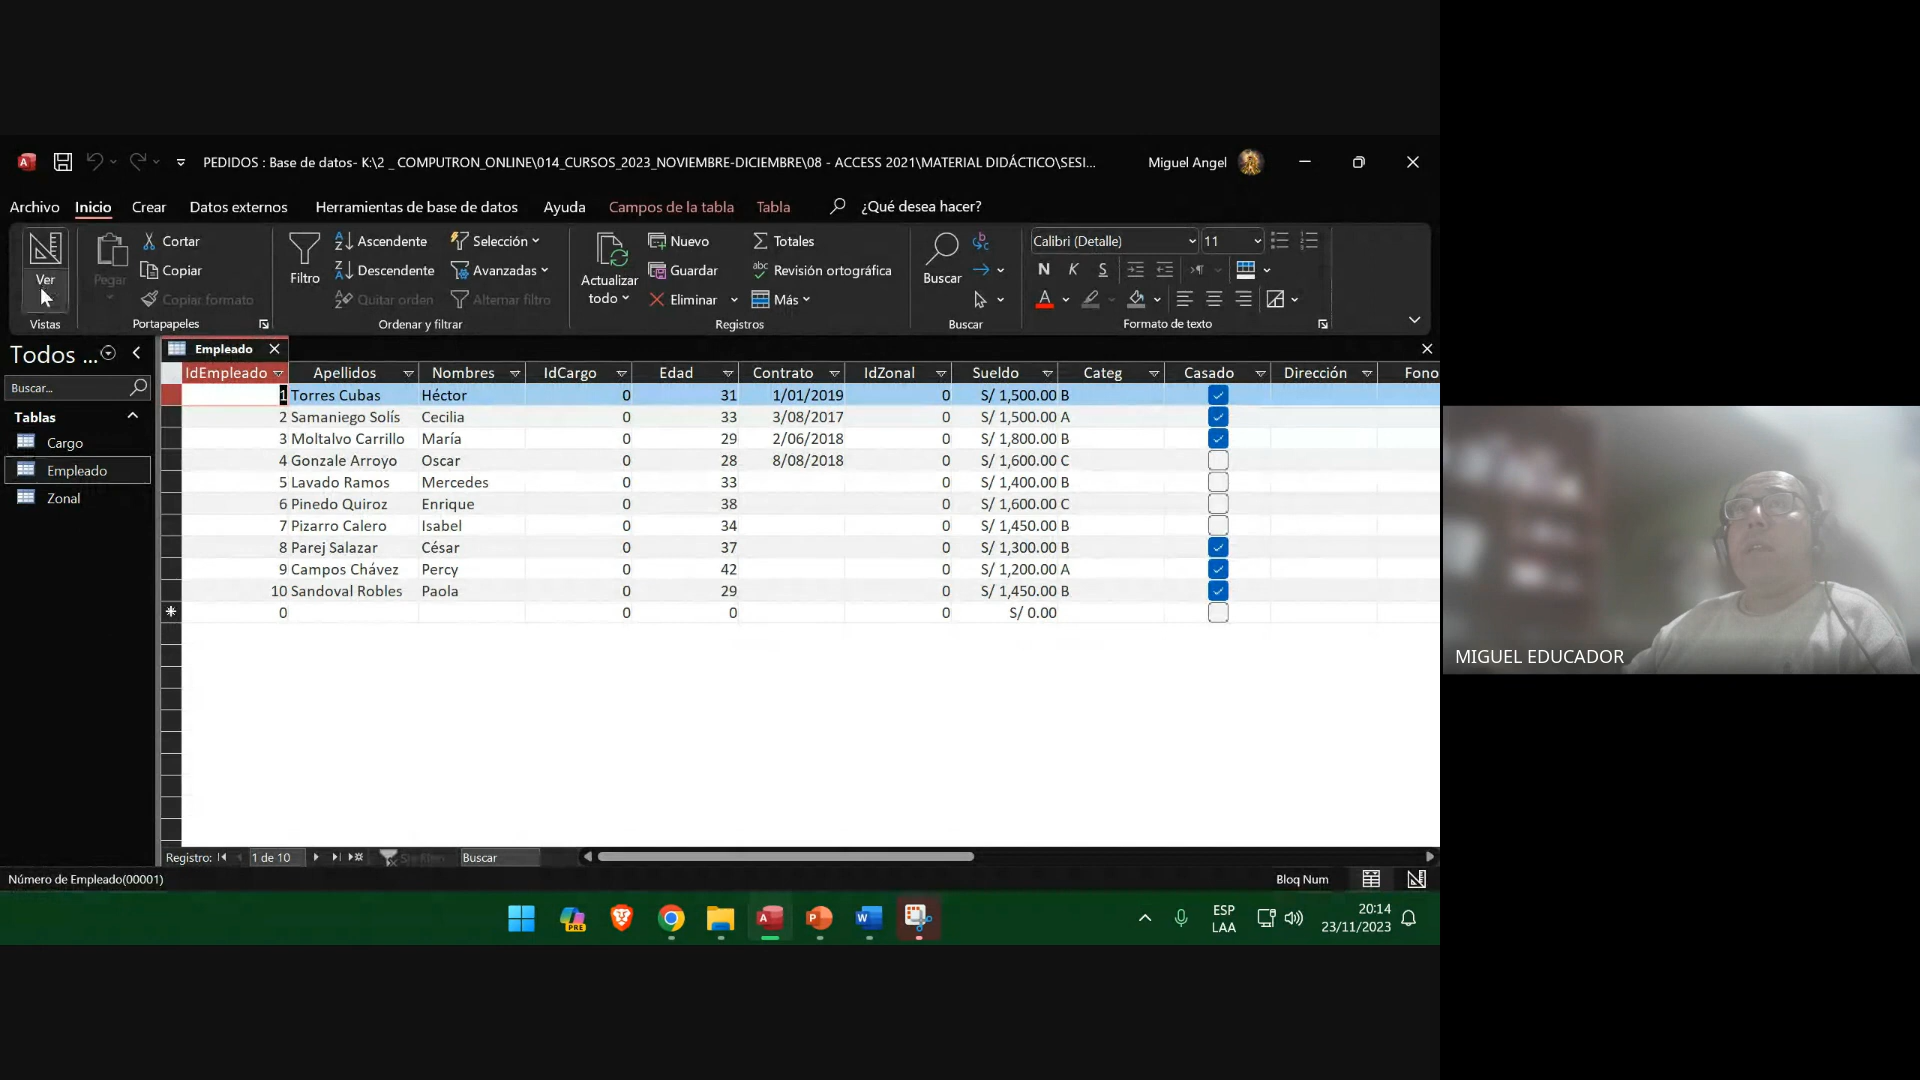 PEDIDOS : Base de datos- K:\2 _ COMPUTRON_ONLINE\014_CURSOS_2023_NOVIEMBRE-DICIEMBRE\08 - ACCESS 2021\MATERIAL DIDÁCTICO\SESI... Miguel Angel
Archivo Inicio Crear Datos externos Herramientas de base de datos Ayuda Campos de la tabla Tabla ¿Qué desea hacer?
Cortar Ascendente Selección Nuevo Totales Calibri (Detalle) 11
Ver Pegar Copiar Filtro Descendente Avanzadas Actualizar todo Guardar Revisión ortográfica Buscar N K S
Copiar formato Quitar orden Alternar filtro Eliminar Más
Vistas Portapapeles Ordenar y filtrar Registros Buscar Formato de texto
Todos ... Empleado
Buscar...
Tablas
Cargo
Empleado
Zonal
IdEmpleado Apellidos Nombres IdCargo Edad Contrato IdZonal Sueldo Categ Casado Dirección Fono
1 Torres Cubas Héctor 0 31 1/01/2019 0 S/ 1,500.00 B
2 Samaniego Solís Cecilia 0 33 3/08/2017 0 S/ 1,500.00 A
3 Moltalvo Carrillo María 0 29 2/06/2018 0 S/ 1,800.00 B
4 Gonzale Arroyo Oscar 0 28 8/08/2018 0 S/ 1,600.00 C
5 Lavado Ramos Mercedes 0 33 0 S/ 1,400.00 B
6 Pinedo Quiroz Enrique 0 38 0 S/ 1,600.00 C
7 Pizarro Calero Isabel 0 34 0 S/ 1,450.00 B
8 Parej Salazar César 0 37 0 S/ 1,300.00 B
9 Campos Chávez Percy 0 42 0 S/ 1,200.00 A
10 Sandoval Robles Paola 0 29 0 S/ 1,450.00 B
0 0 0 0 S/ 0.00
Registro: 1 de 10 Buscar
Número de Empleado(00001) Bloq Num
PRE
ESP
LAA
20:14
23/11/2023
MIGUEL EDUCADOR